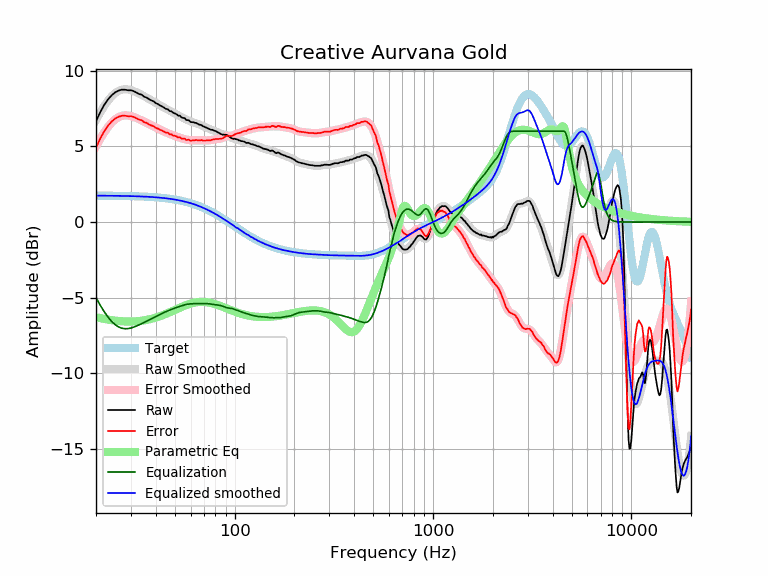 Creative Aurvana Gold
10
5
0
−5
−10
−15
Amplitude (dBr)
Target
Raw Smoothed
Error Smoothed
Raw
Error
Parametric Eq
Equalization
Equalized smoothed
100 1000 10000
Frequency (Hz)